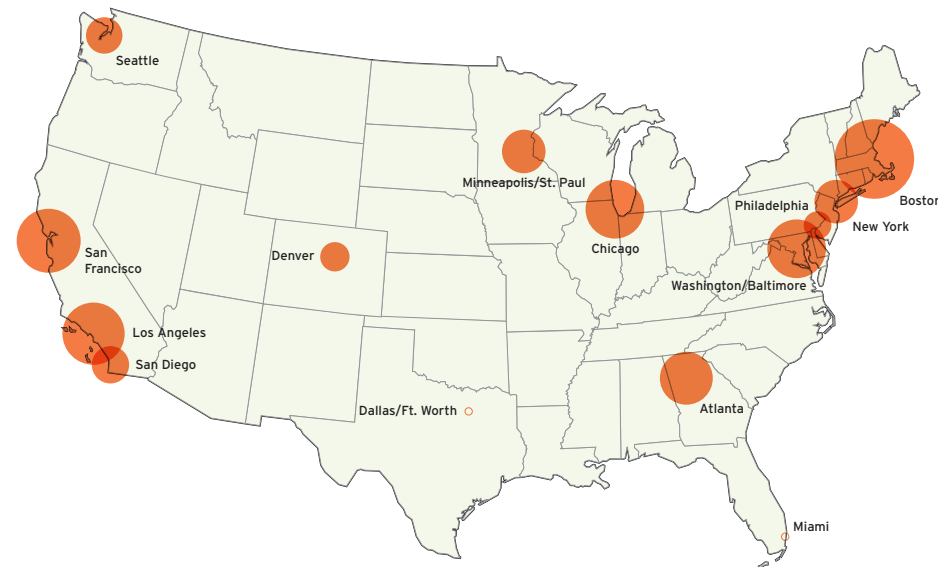 Seattle
Minneapolis/St. Paul
Boston
Philadelphia
New York
San
Francisco
Denver
Chicago
Washington/Baltimore
Los Angeles
San Diego
Dallas/Ft. Worth
Atlanta
Miami